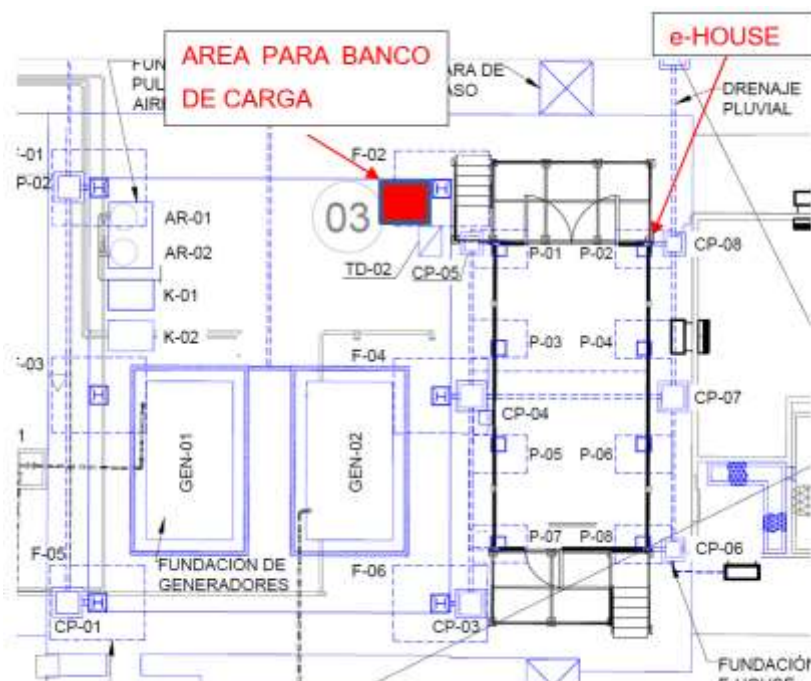 AREA PARA BANCO
DE CARGA
e-HOUSE
DRENAJE
PLUVIAL
F-02
03
AR-01
AR-02
K-01
K-02
TD-02
CP-05
P-01
P-02
CP-08
P-03
P-04
F-04
CP-07
CP-04
GEN-01
GEN-02
P-05
P-06
P-07
P-08
CP-06
F-05
FUNDACION DE
GENERADORES
F-06
CP-01
CP-03
FUNDACIÓN